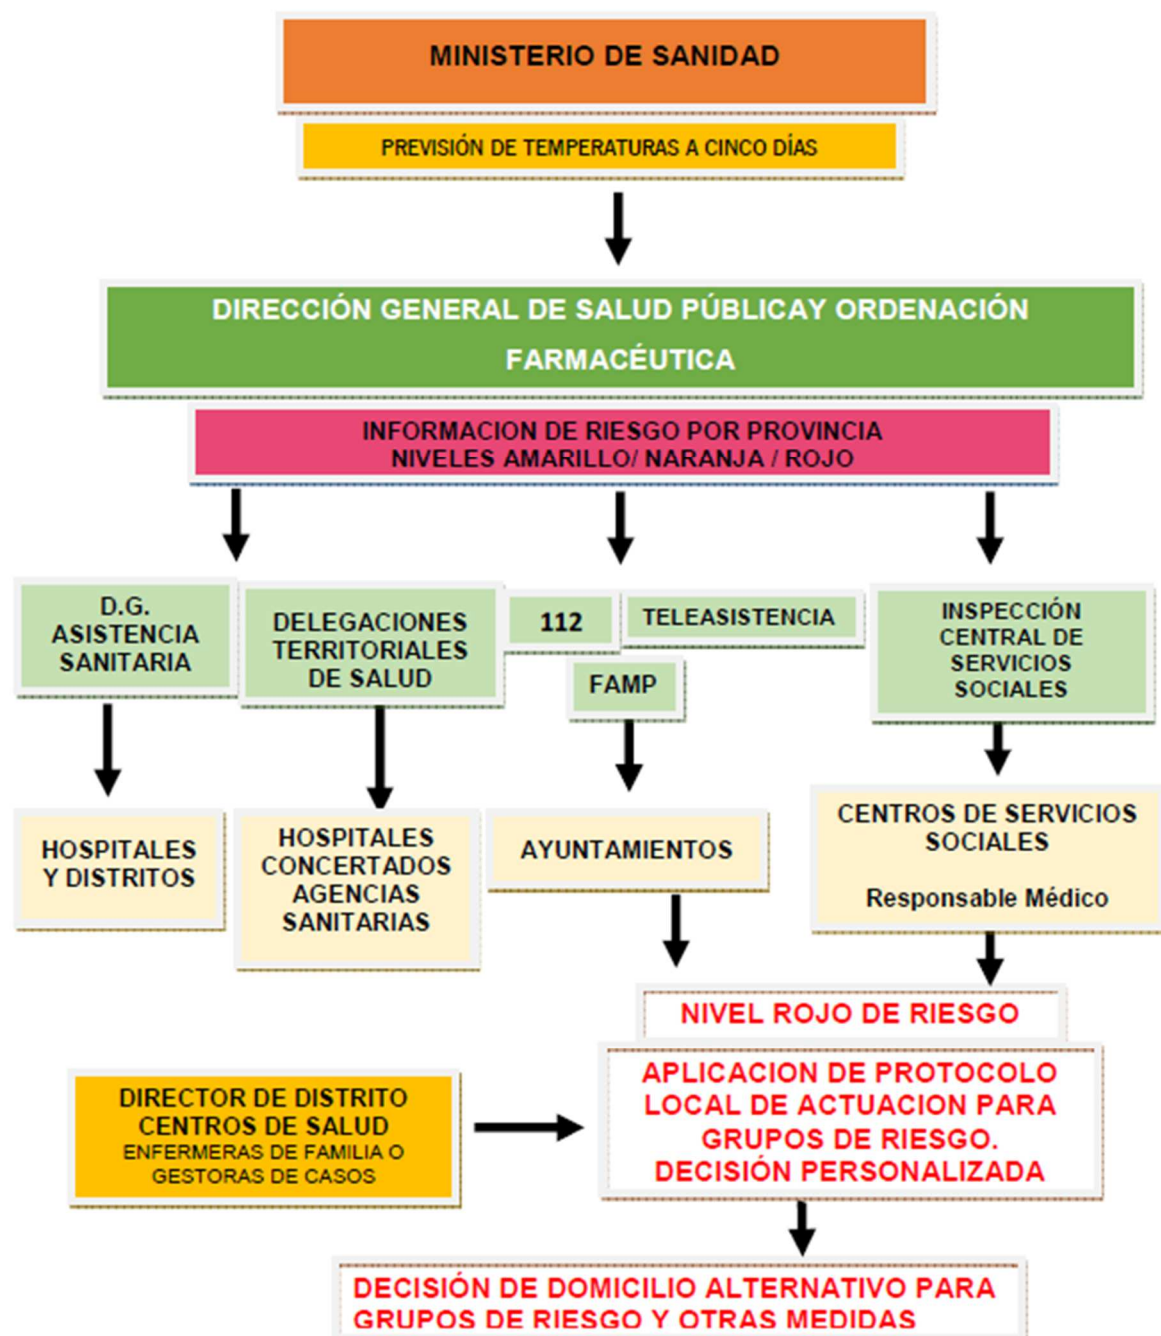 MINISTERIO DE SANIDAD
PREVISIÓN DE TEMPERATURAS A CINCO DÍAS
DIRECCIÓN GENERAL DE SALUD PÚBLICAY ORDENACIÓN
FARMACÉUTICA
INFORMACION DE RIESGO POR PROVINCIA
NIVELES AMARILLO/ NARANJA / ROJO
D.G.
ASISTENCIA
SANITARIA
DELEGACIONES
TERRITORIALES
DE SALUD
112
TELEASISTENCIA
FAMP
INSPECCIÓN
CENTRAL DE
SERVICIOS
SOCIALES
HOSPITALES
Y DISTRITOS
HOSPITALES
CONCERTADOS
AGENCIAS
SANITARIAS
AYUNTAMIENTOS
CENTROS DE SERVICIOS
SOCIALES
Responsable Médico
NIVEL ROJO DE RIESGO
DIRECTOR DE DISTRITO
CENTROS DE SALUD
ENFERMERAS DE FAMILIA O
GESTORAS DE CASOS
APLICACION DE PROTOCOLO
LOCAL DE ACTUACION PARA
GRUPOS DE RIESGO.
DECISIÓN PERSONALIZADA
DECISIÓN DE DOMICILIO ALTERNATIVO PARA
GRUPOS DE RIESGO Y OTRAS MEDIDAS